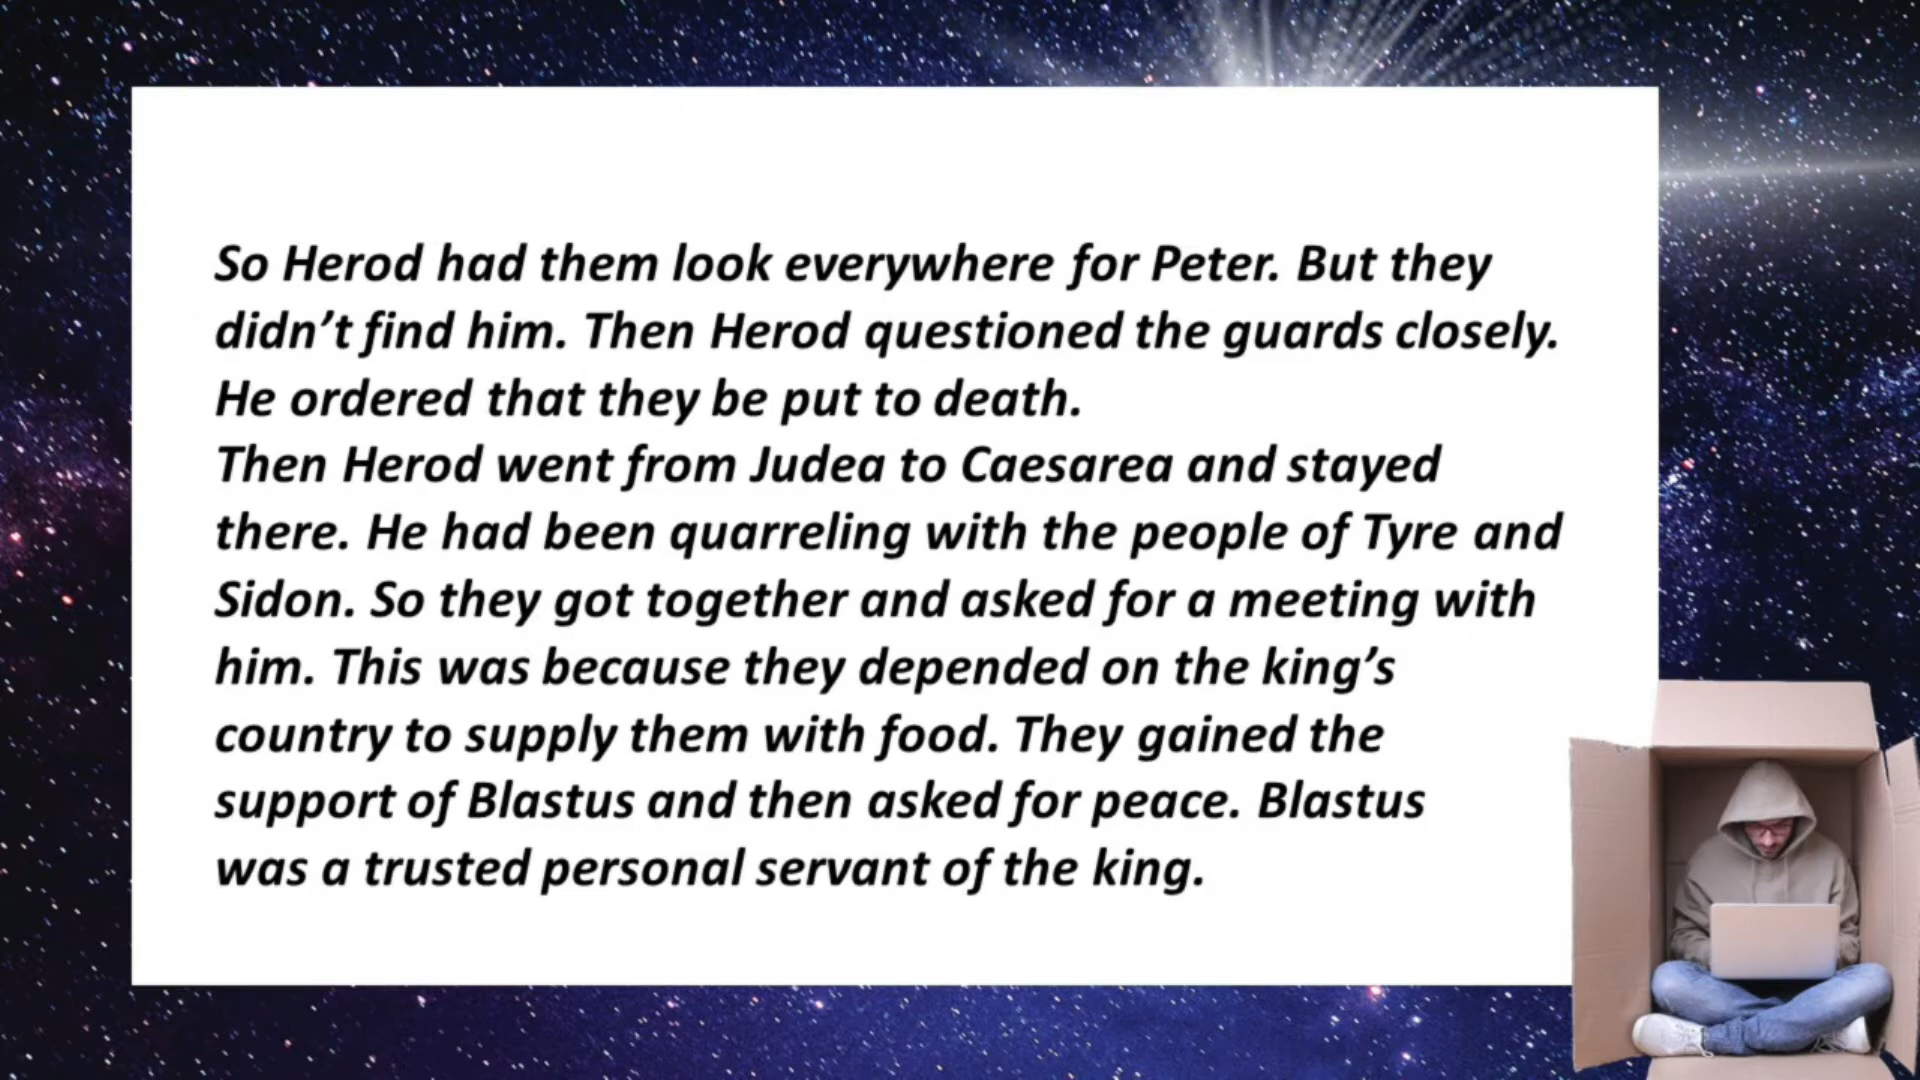 So Herod had them look everywhere for Peter. But they
didn’t find him. Then Herod questioned the guards closely.
He ordered that they be put to death.
Then Herod went from Judea to Caesarea and stayed
there. He had been quarreling with the people of Tyre and
Sidon. So they got together and asked for a meeting with
him. This was because they depended on the king’s
country to supply them with food. They gained the
support of Blastus and then asked for peace. Blastus
was a trusted personal servant of the king.